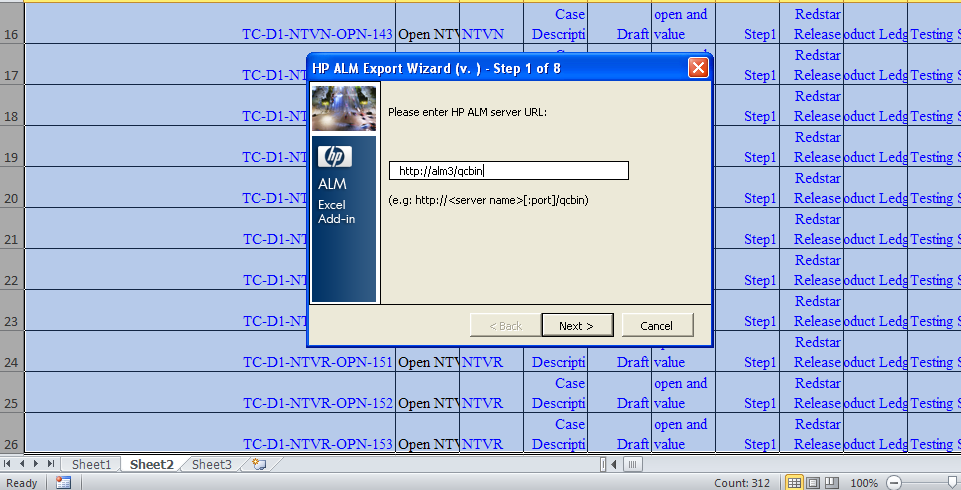 Case open and Redstar
16 TC-D1-NTVN-OPN-143 Open NTV NTVN Descripti Draft value Step1 Release oduct Ledg Testing S
HP ALM Export Wizard (v. ) - Step 1 of 8
Redstar
17 TC-D1-NT Step1 Release oduct Ledg Testing S
Redstar
18 TC-D1-NT Step1 Release oduct Ledg Testing S
Redstar
19 TC-D1-NT Step1 Release oduct Ledg Testing S
Redstar
20 TC-D1-NT Step1 Release oduct Ledg Testing S
Redstar
21 TC-D1-NT Step1 Release oduct Ledg Testing S
Redstar
22 TC-D1-NT Step1 Release oduct Ledg Testing S
Redstar
23 TC-D1-NT Step1 Release oduct Ledg Testing S
Please enter HP ALM server URL:
http://alm3/qcbin
(e.g: http://<server name>[:port]/qcbin)
hp
ALM
Excel
Add-in
< Back Next > Cancel
Redstar
24 TC-D1-NTVR-OPN-151 Open NTV NTVR Descripti Draft value Step1 Release oduct Ledg Testing S
Case open and Redstar
25 TC-D1-NTVR-OPN-152 Open NTV NTVR Descripti Draft value Step1 Release oduct Ledg Testing S
Case open and Redstar
26 TC-D1-NTVR-OPN-153 Open NTV NTVR Descripti Draft value Step1 Release oduct Ledg Testing S
Sheet1 Sheet2 Sheet3
Ready Count: 312 100%